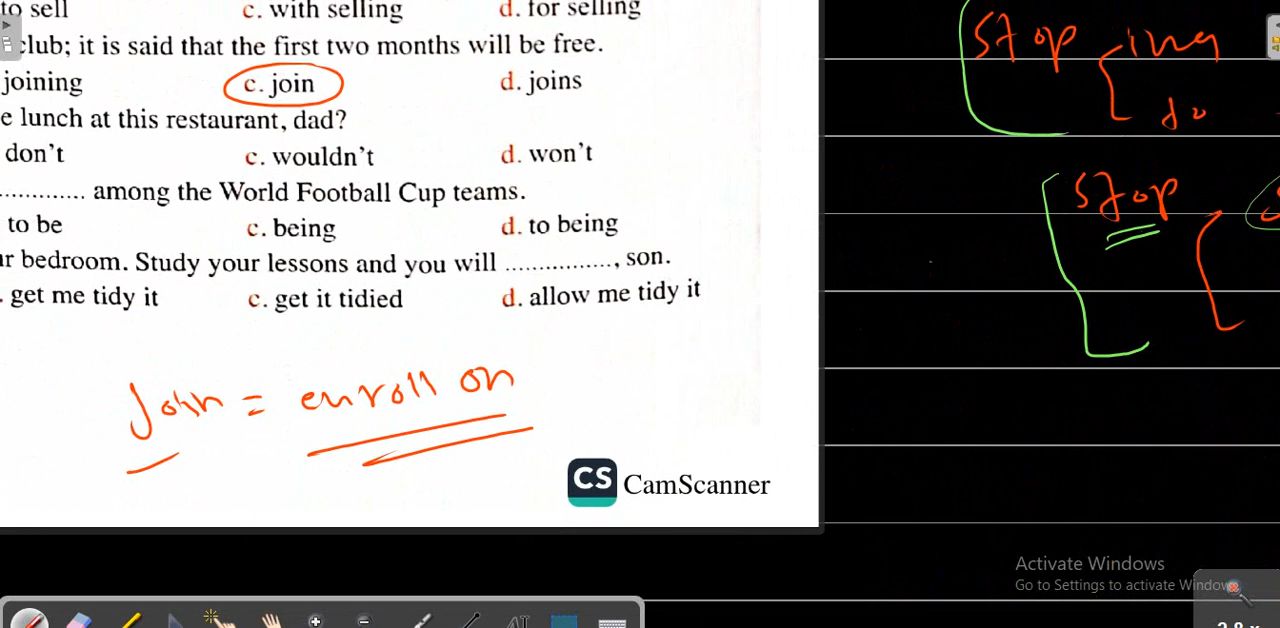 to sell c. with selling d. for selling
club; it is said that the first two months will be free.
joining c. join d. joins
e lunch at this restaurant, dad?
don't c. wouldn't d. won't
............ among the World Football Cup teams.
to be c. being d. to being
bedroom. Study your lessons and you will ................, son.
get me tidy it c. get it tidied d. allow me tidy it
Join = enroll on
CS CamScanner
stop ing
do
stop
Activate Windows
Go to Settings to activate Windows
AT